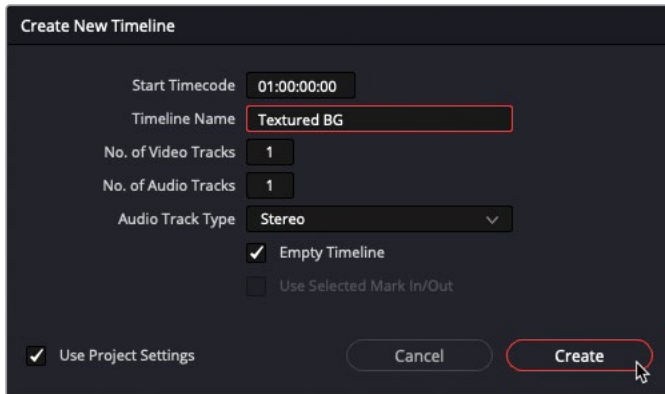 Create New Timeline
Start Timecode 01:00:00:00
Timeline Name Textured BG
No. of Video Tracks 1
No. of Audio Tracks 1
Audio Track Type Stereo
Empty Timeline
Use Selected Mark In/Out
Use Project Settings Cancel Create